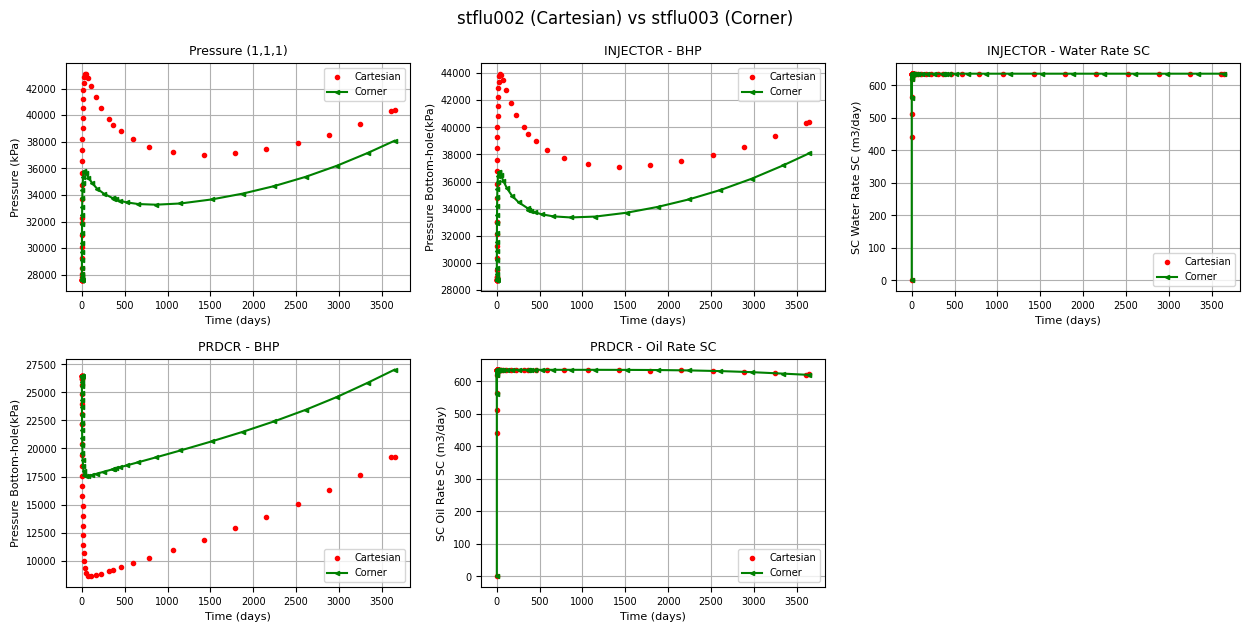 stflu002 (Cartesian) vs stflu003 (Corner)
Pressure (1,1,1)
Pressure (kPa)
42000
40000
38000
36000
34000
32000
30000
28000
Cartesian
Corner
0 500 1000 1500 2000 2500 3000 3500
Time (days)
INJECTOR - BHP
Pressure Bottom-hole(kPa)
44000
42000
40000
38000
36000
34000
32000
30000
28000
Cartesian
Corner
0 500 1000 1500 2000 2500 3000 3500
Time (days)
INJECTOR - Water Rate SC
SC Water Rate SC (m3/day)
600
500
400
300
200
100
0
Cartesian
Corner
0 500 1000 1500 2000 2500 3000 3500
Time (days)
PRDCR - BHP
Pressure Bottom-hole(kPa)
27500
25000
22500
20000
17500
15000
12500
10000
Cartesian
Corner
0 500 1000 1500 2000 2500 3000 3500
Time (days)
PRDCR - Oil Rate SC
SC Oil Rate SC (m3/day)
600
500
400
300
200
100
0
Cartesian
Corner
0 500 1000 1500 2000 2500 3000 3500
Time (days)